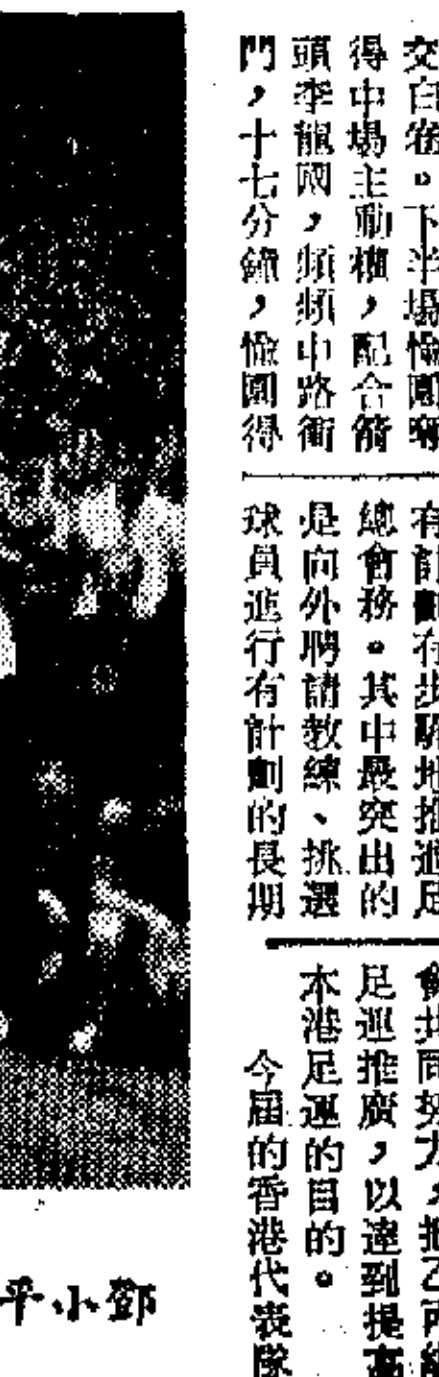 交白卷。下半場愉園奪
得中場主動權，配合箭
頭李龍國，頻頻中路衝
門，十七分鐘，愉園得
有計劃有步驟地推進足
總會務。其中最突出的
是向外聘請教練、挑選
球員進行有計劃的長期
會共同努力，把乙丙組
足運推廣，以達到提高
本港足運的目的。
今屆的香港代表隊
鄧小平